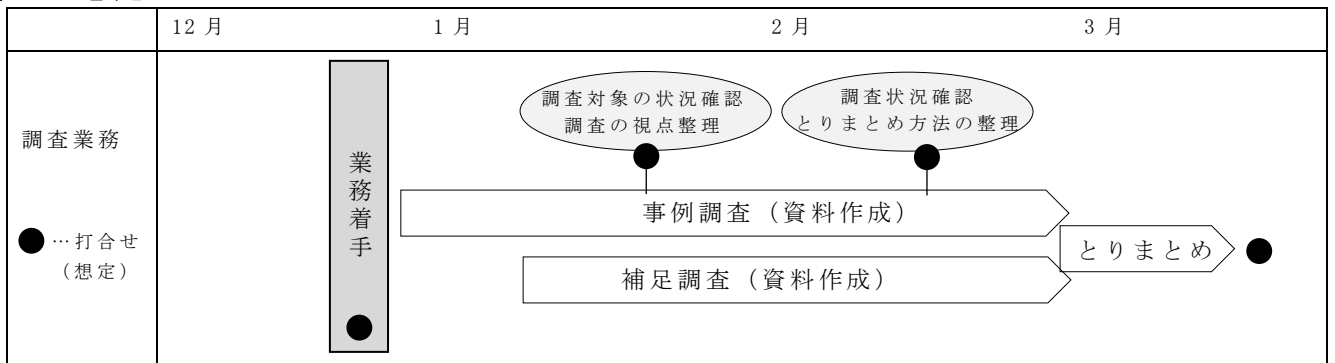 12月 1月 2月 3月
調査対象の状況確認
調査の視点整理
調査状況確認
とりまとめ方法の整理
調査業務
業務着手
事例調査（資料作成）
●…打合せ
（想定）
とりまとめ
補足調査（資料作成）